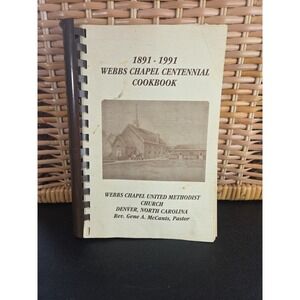 1891 - 1991
WEBBS CHAPEL CENTENNIAL
COOKBOOK
WEBBS CHAPEL UNITED METHODIST
CHURCH
DENVER, NORTH CAROLINA
Rev. Gene A. McCants, Pastor